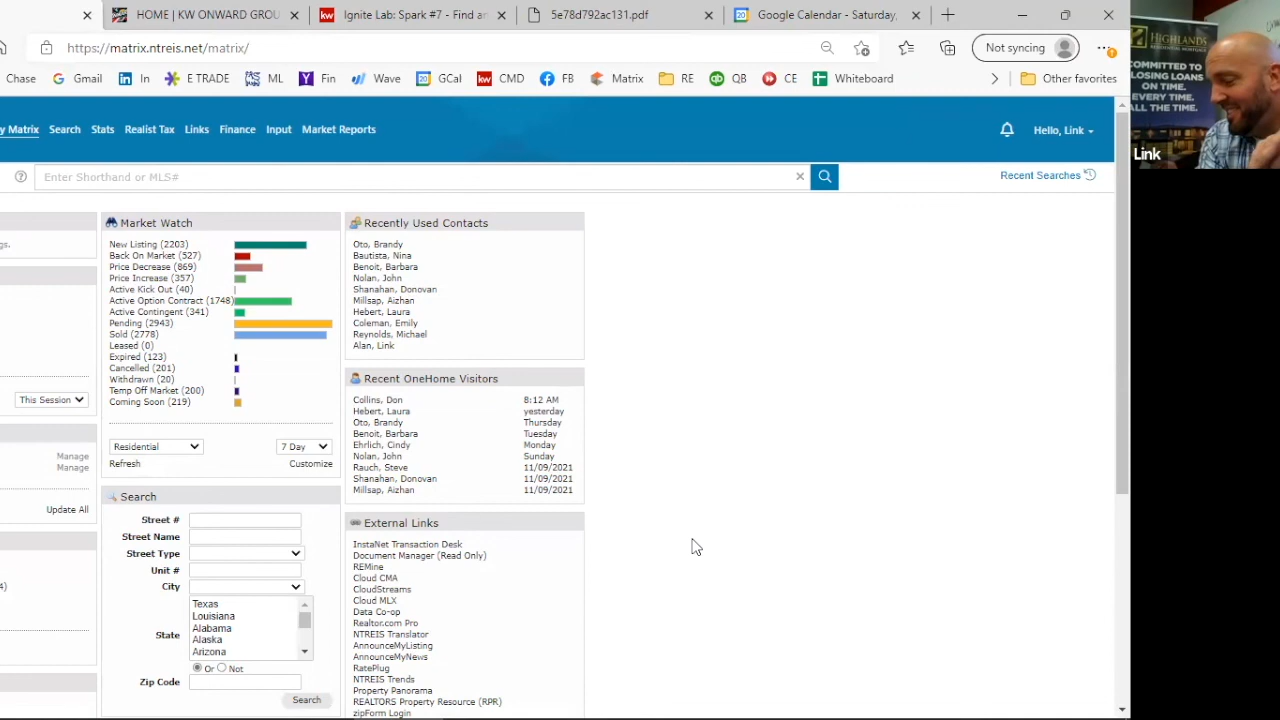 HOME | KW ONWARD GROU
Ignite Lab: Spark #7 - Find ar
5e78d792ac131.pdf
Google Calendar - Saturday,
https://matrix.ntreis.net/matrix/
Not syncing
Chase
Gmail
In
E TRADE
ML
Fin
Wave
GCal
CMD
FB
Matrix
RE
QB
CE
Whiteboard
Other favorites
y Matrix
Search
Stats
Realist Tax
Links
Finance
Input
Market Reports
Hello, Link
Enter Shorthand or MLS#
Recent Searches
gs.
This Session
Manage
Manage
Update All
4)
Market Watch
New Listing (2203)
Back On Market (527)
Price Decrease (869)
Price Increase (357)
Active Kick Out (40)
Active Option Contract (1748)
Active Contingent (341)
Pending (2943)
Sold (2778)
Leased (0)
Expired (123)
Cancelled (201)
Withdrawn (20)
Temp Off Market (200)
Coming Soon (219)
Residential
7 Day
Refresh
Customize
Search
Street #
Street Name
Street Type
Unit #
City
State
Texas
Louisiana
Alabama
Alaska
Arizona
Or Not
Zip Code
Search
Recently Used Contacts
Oto, Brandy
Bautista, Nina
Benoit, Barbara
Nolan, John
Shanahan, Donovan
Millsap, Aizhan
Hebert, Laura
Coleman, Emily
Reynolds, Michael
Alan, Link
Recent OneHome Visitors
Collins, Don 8:12 AM
Hebert, Laura yesterday
Oto, Brandy Thursday
Benoit, Barbara Tuesday
Ehrlich, Cindy Monday
Nolan, John Sunday
Rauch, Steve 11/09/2021
Shanahan, Donovan 11/09/2021
Millsap, Aizhan 11/09/2021
External Links
InstaNet Transaction Desk
Document Manager (Read Only)
REMine
Cloud CMA
CloudStreams
Cloud MLX
Data Co-op
Realtor.com Pro
NTREIS Translator
AnnounceMyListing
AnnounceMyNews
RatePlug
NTREIS Trends
Property Panorama
REALTORS Property Resource (RPR)
zipForm Login
HIGHLANDS
RESIDENTIAL MORTGAGE
COMMITTED TO
LOSING LOANS
ON TIME.
EVERY TIME.
ALL THE TIME.
Link